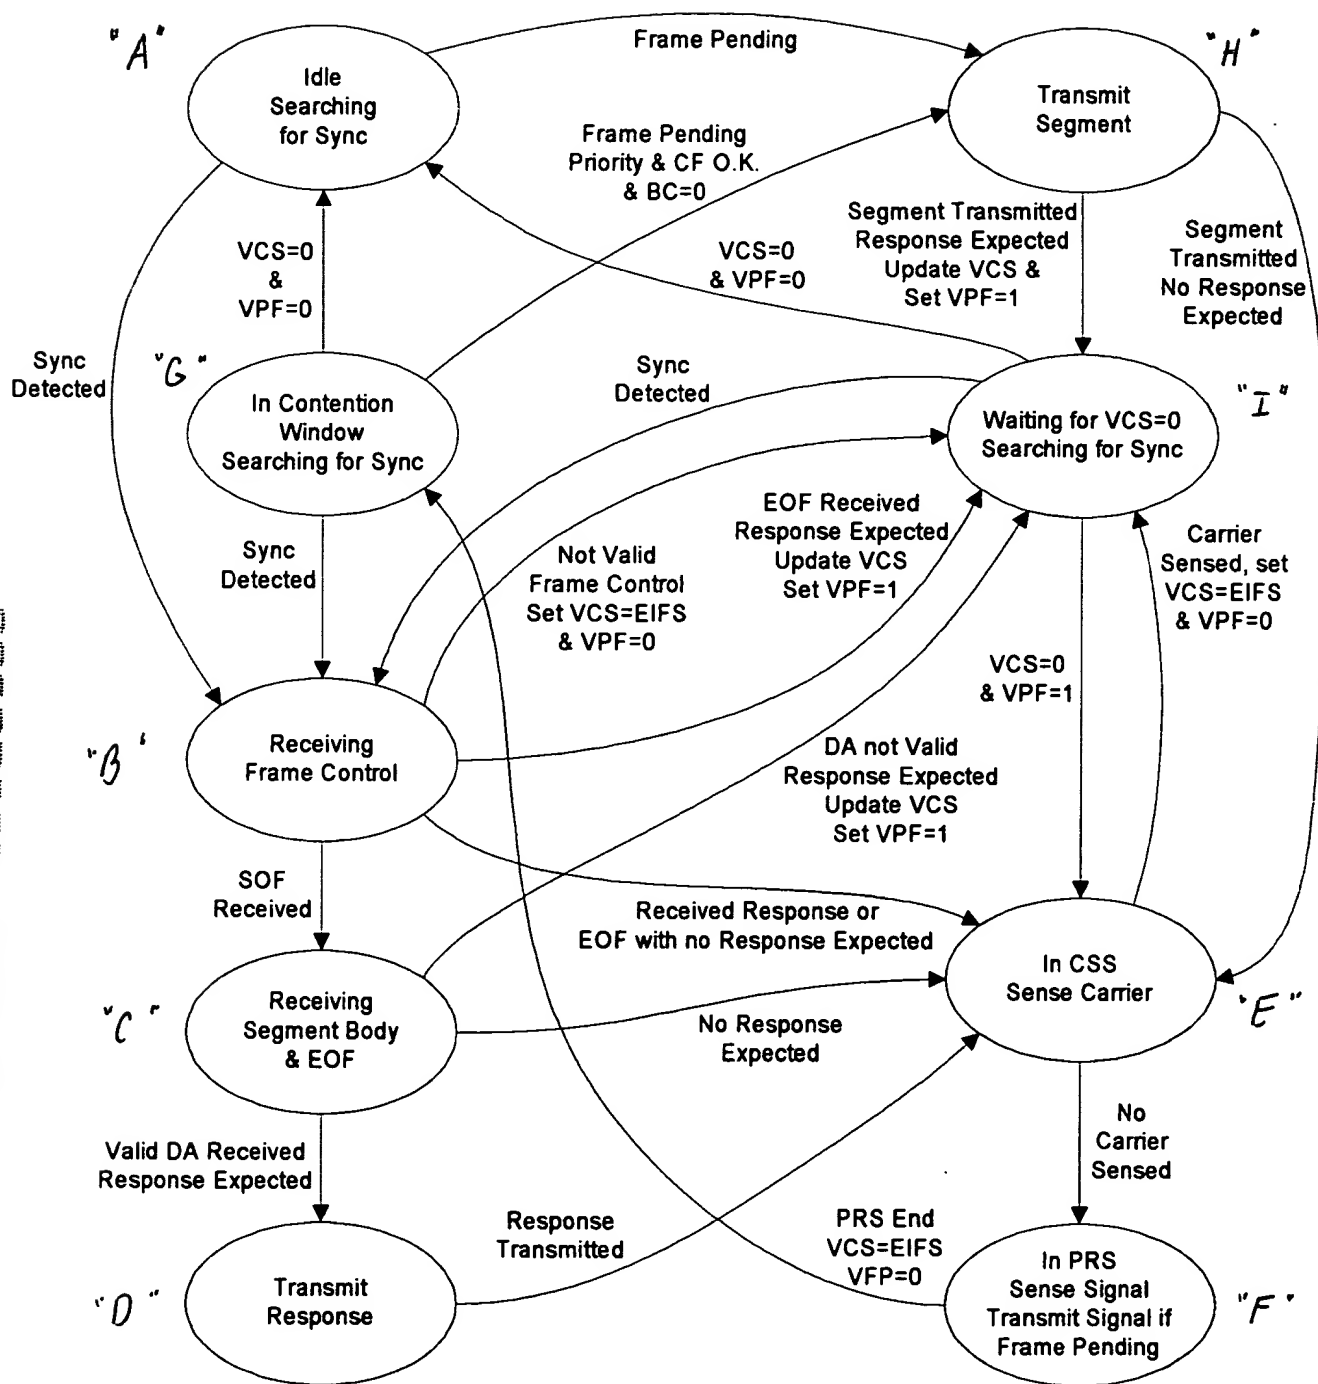 "A"
Idle
Searching
for Sync
Frame Pending
"H"
Transmit
Segment
Frame Pending
Priority & CF O.K.
& BC=0
VCS=0
&
VPF=0
VCS=0
& VPF=0
Segment Transmitted
Response Expected
Update VCS &
Set VPF=1
Segment
Transmitted
No Response
Expected
Sync
Detected
"G"
In Contention
Window
Searching for Sync
Sync
Detected
Waiting for VCS=0
Searching for Sync
"I"
Sync
Detected
Not Valid
Frame Control
Set VCS=EIFS
& VPF=0
EOF Received
Response Expected
Update VCS
Set VPF=1
Carrier
Sensed, set
VCS=EIFS
& VPF=0
VCS=0
& VPF=1
"B'
Receiving
Frame Control
DA not Valid
Response Expected
Update VCS
Set VPF=1
SOF
Received
Received Response or
EOF with no Response Expected
In CSS
Sense Carrier
"E"
"C"
Receiving
Segment Body
& EOF
No Response
Expected
Valid DA Received
Response Expected
No
Carrier
Sensed
Response
Transmitted
PRS End
VCS=EIFS
VFP=0
"D"
Transmit
Response
In PRS
Sense Signal
Transmit Signal if
Frame Pending
"F"